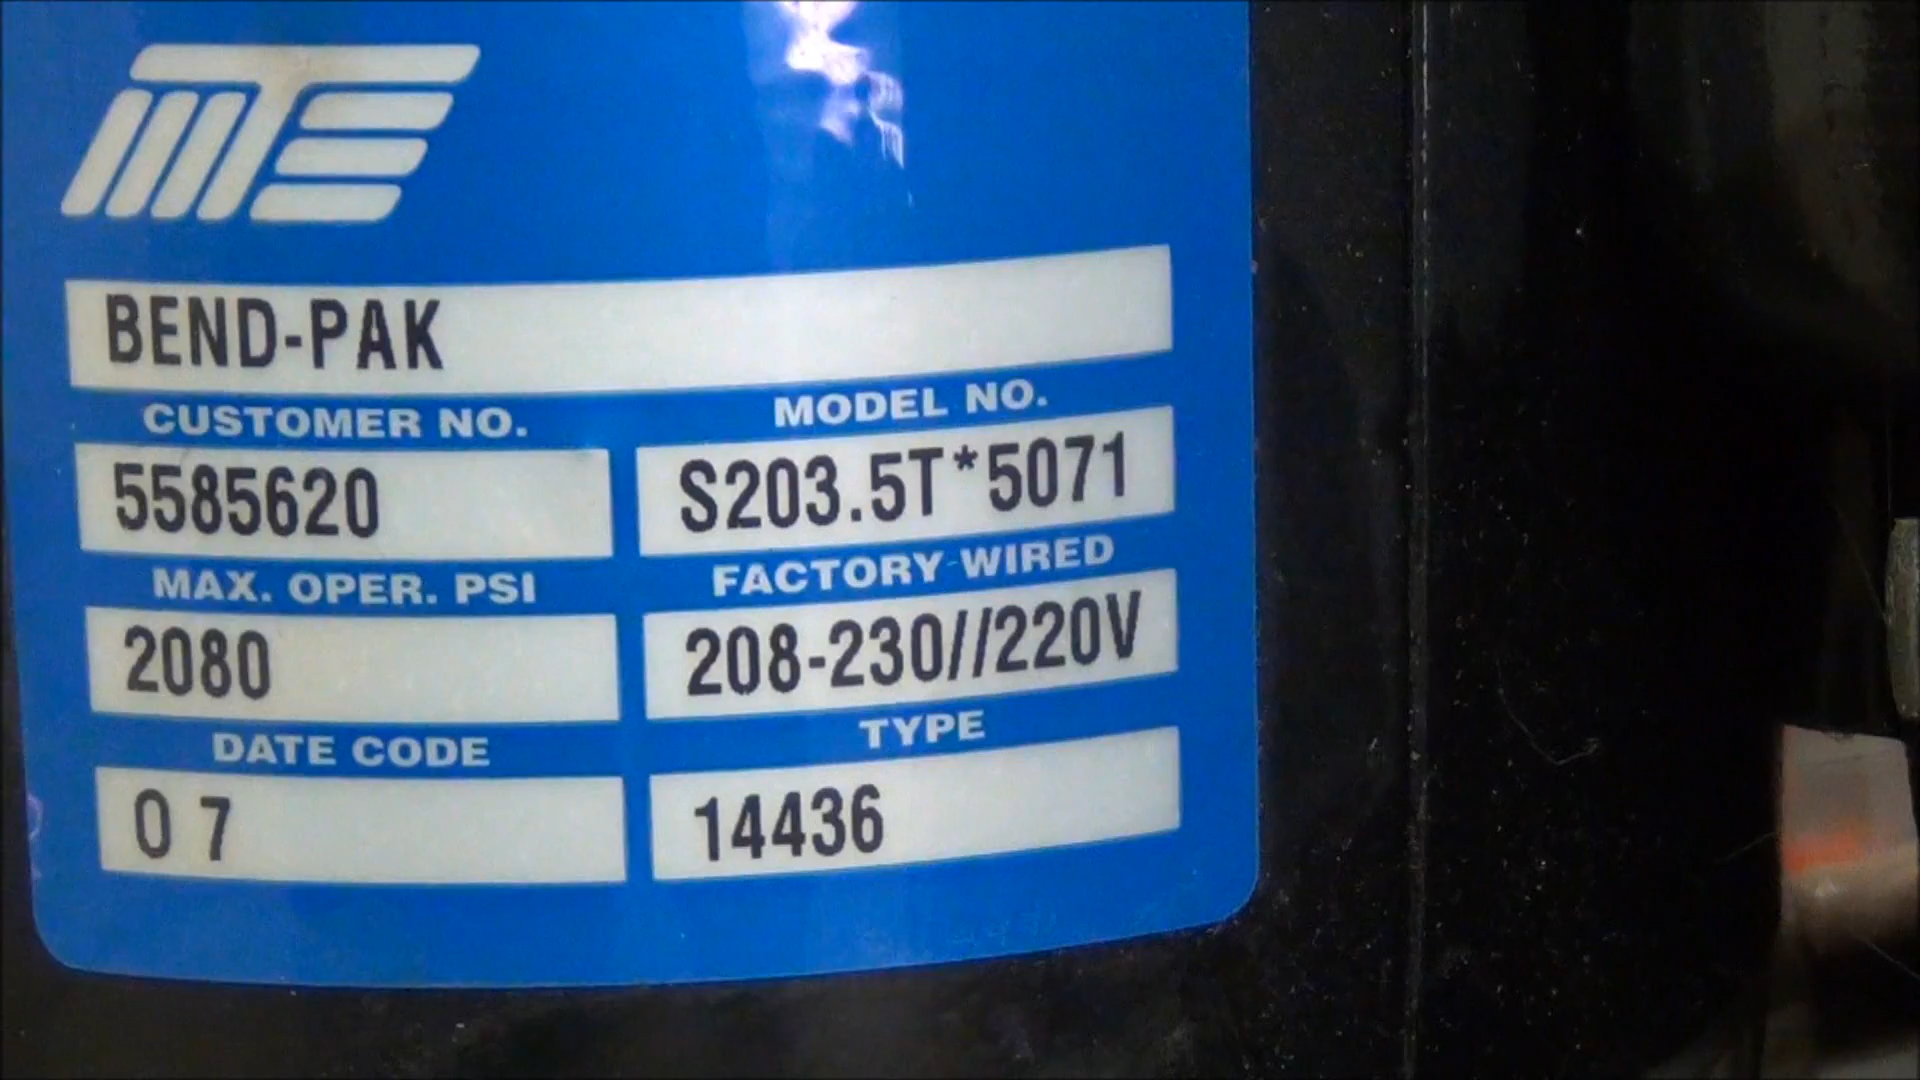 MTE
BEND-PAK
CUSTOMER NO. MODEL NO.
5585620 S203.5T*5071
MAX. OPER. PSI FACTORY WIRED
2080 208-230//220V
DATE CODE TYPE
0 7 14436